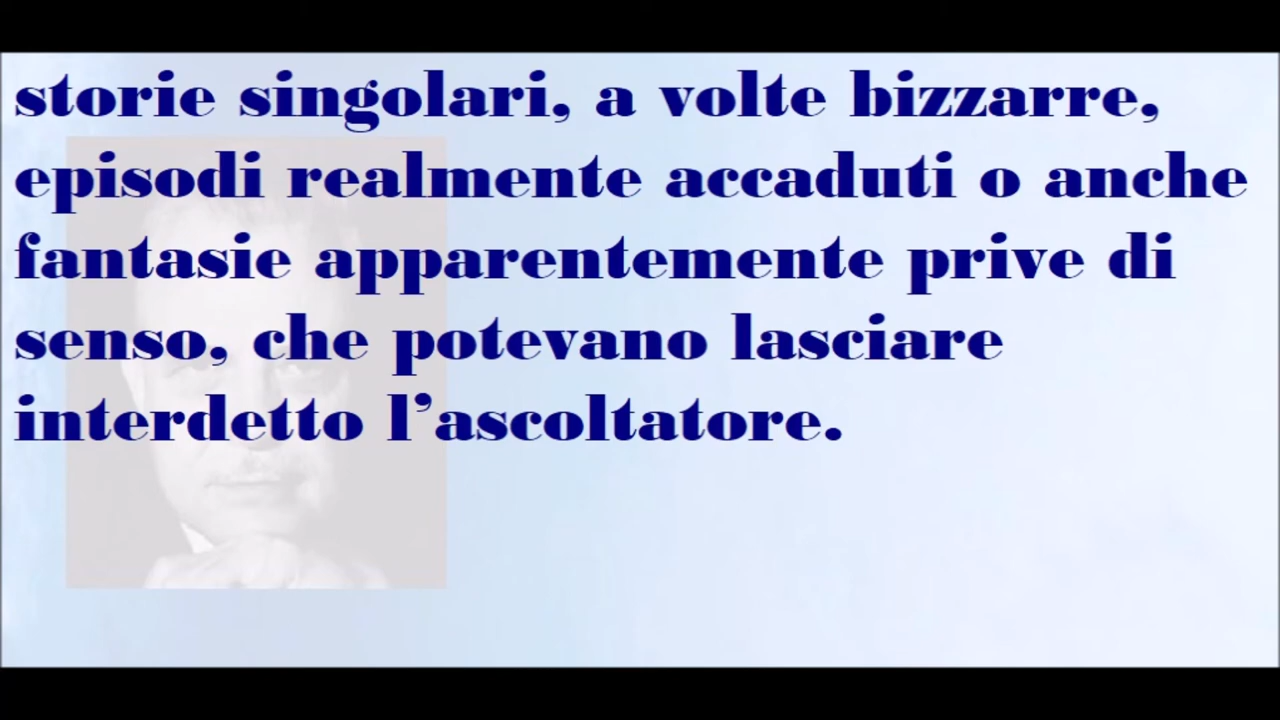 storie singolari, a volte bizzarre,
episodi realmente accaduti o anche
fantasie apparentemente prive di
senso, che potevano lasciare
interdetto l’ascoltatore.